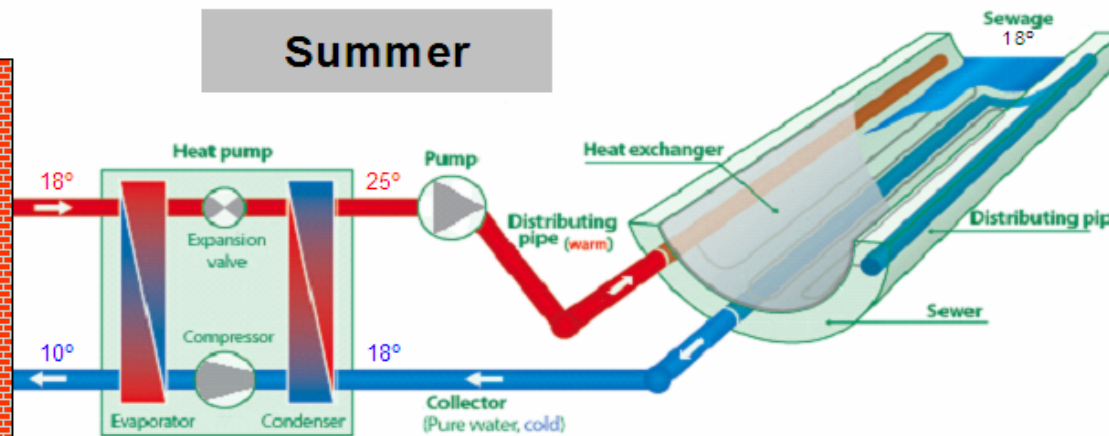 Summer
Sewage
18°
Heat pump
Pump
Heat exchanger
18°
25°
Expansion
valve
Distributing
pipe (warm)
Distributing pip
Compressor
Sewer
10°
18°
Collector
(Pure water, cold)
Evaporator
Condenser